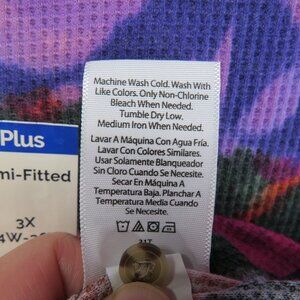 Machine Wash Cold. Wash With
Like Colors. Only Non-Chlorine
Bleach When Needed.
Tumble Dry Low.
Medium Iron When Needed.
Lavar A Máquina Con Agua Fría.
Lavar Con Colores Similares.
Usar Solamente Blanqueador
Sin Cloro Cuando Se Necesite.
Secar En Máquina A
Temperatura Baja. Planchar A
Temperatura Media Cuando
Se Necesite.
Plus
mi-Fitted
3X